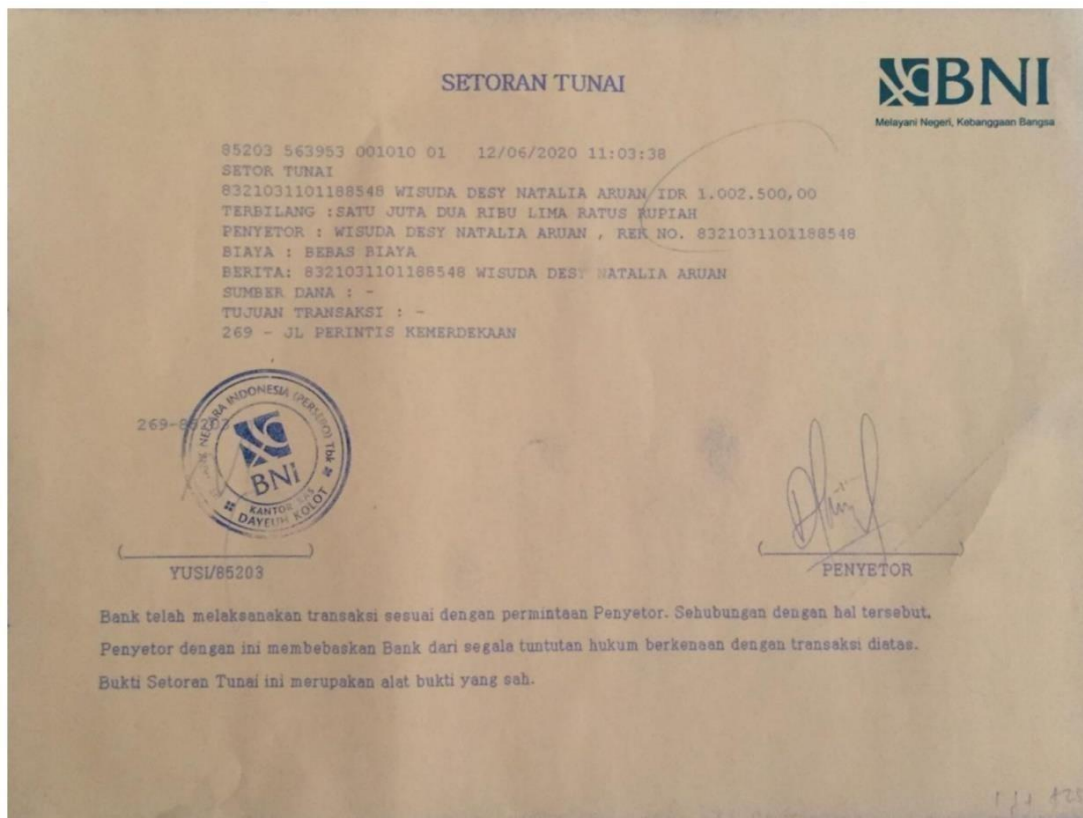 SETORAN TUNAI
BNI
Melayani Negeri, Kebanggaan Bangsa
85203 563953 001010 01 12/06/2020 11:03:38
SETOR TUNAI
8321031101188548 WISUDA DESY NATALIA ARUAN IDR 1.002.500,00
TERBILANG :SATU JUTA DUA RIBU LIMA RATUS RUPIAH
PENYETOR : WISUDA DESY NATALIA ARUAN , REK NO. 8321031101188548
BIAYA : BEBAS BIAYA
BERITA: 8321031101188548 WISUDA DESY NATALIA ARUAN
SUMBER DANA : -
TUJUAN TRANSAKSI : -
269 - JL PERINTIS KEMERDEKAAN
269-85203
NEGARA INDONESIA (PERSERO) Tbk
BNI
KANTOR KAS
DAYEUH KOLOT
YUSI/85203
PENYETOR
Bank telah melaksanakan transaksi sesuai dengan permintaan Penyetor. Sehubungan dengan hal tersebut,
Penyetor dengan ini membebaskan Bank dari segala tuntutan hukum berkenaan dengan transaksi diatas.
Bukti Setoran Tunai ini merupakan alat bukti yang sah.